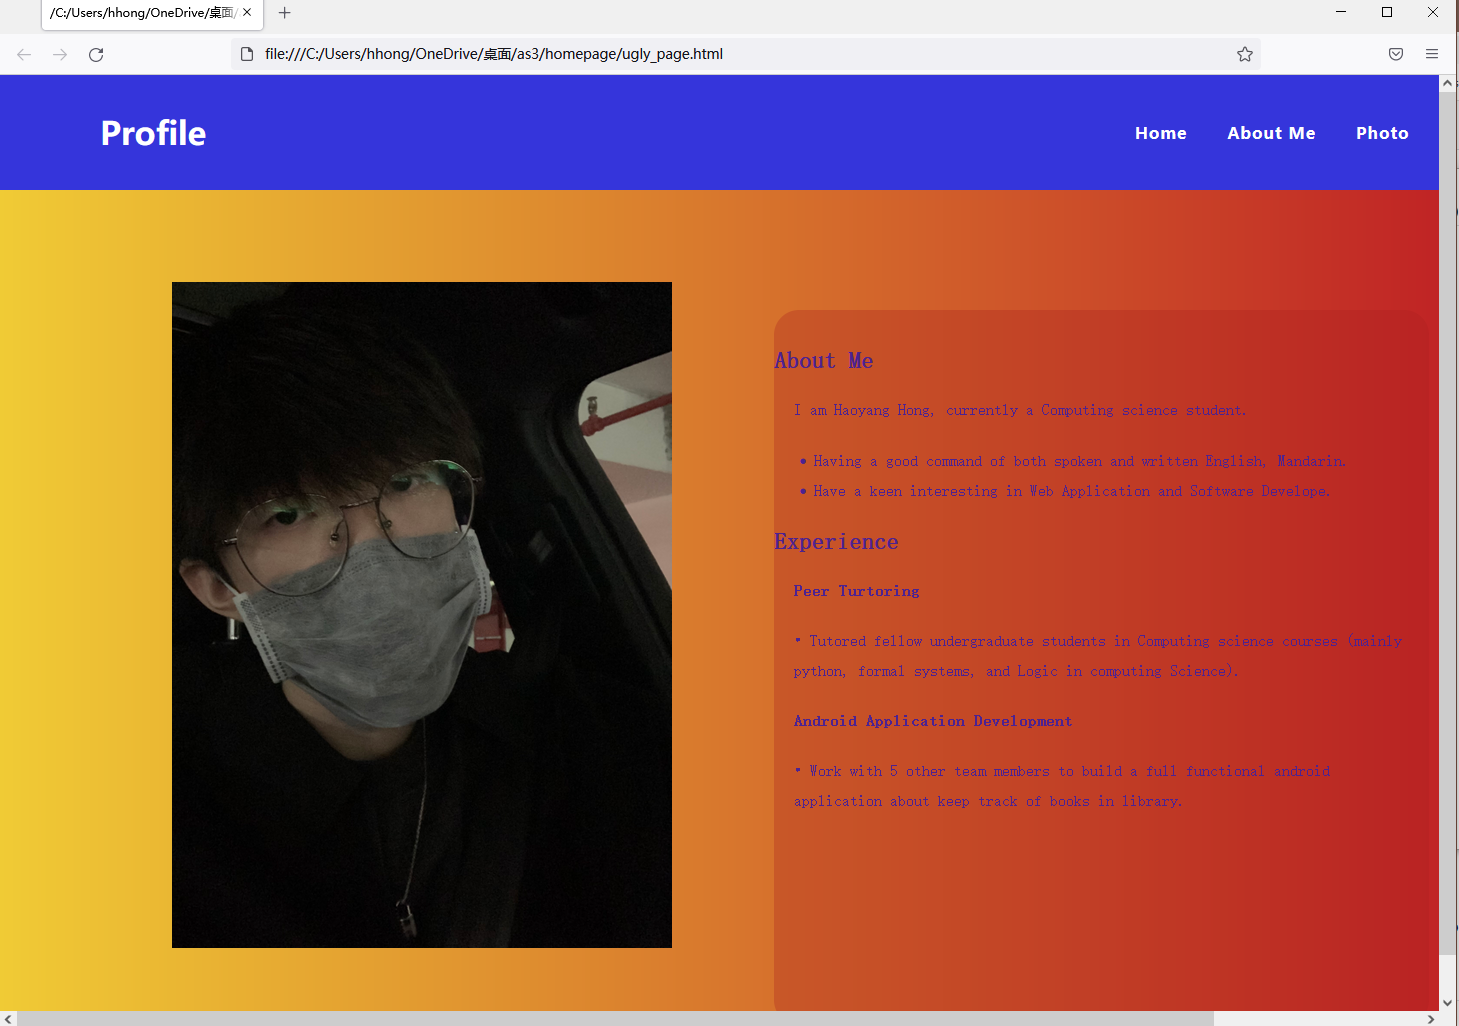 /C:/Users/hhong/OneDrive/桌面/
file:///C:/Users/hhong/OneDrive/桌面/as3/homepage/ugly_page.html
Profile
Home About Me Photo
About Me
I am Haoyang Hong, currently a Computing science student.
• Having a good command of both spoken and written English, Mandarin.
• Have a keen interesting in Web Application and Software Develope.
Experience
Peer Turtoring
• Tutored fellow undergraduate students in Computing science courses (mainly
python, formal systems, and Logic in computing Science).
Android Application Development
• Work with 5 other team members to build a full functional android
application about keep track of books in library.